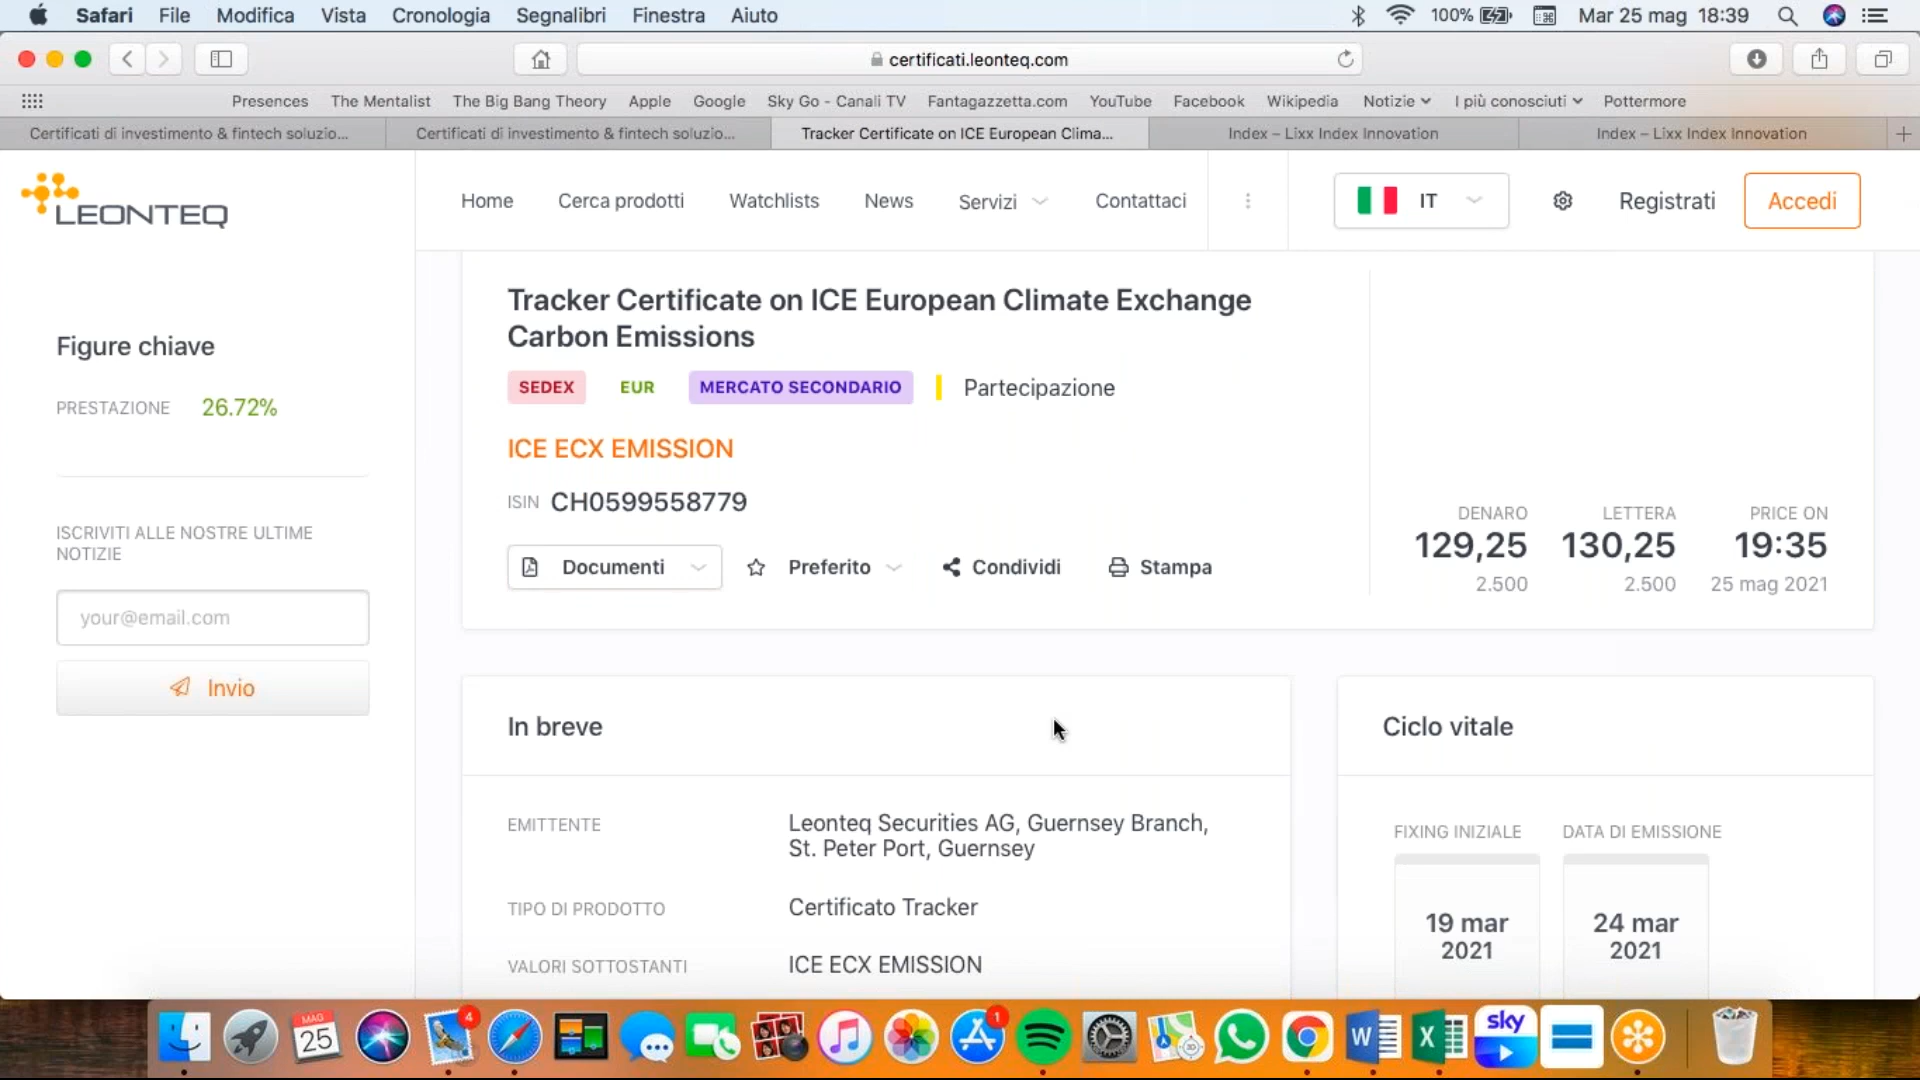 Safari File Modifica Vista Cronologia Segnalibri Finestra Aiuto 100% Mar 25 mag 18:39
certificati.leonteq.com
Presences The Mentalist The Big Bang Theory Apple Google Sky Go - Canali TV Fantagazzetta.com YouTube Facebook Wikipedia Notizie I più conosciuti Pottermore
Certificati di investimento & fintech soluzio... Certificati di investimento & fintech soluzio... Tracker Certificate on ICE European Clima... Index – Lixx Index Innovation Index – Lixx Index Innovation
LEONTEQ
Home Cerca prodotti Watchlists News Servizi Contattaci IT Registrati Accedi
Figure chiave
PRESTAZIONE 26.72%
ISCRIVITI ALLE NOSTRE ULTIME
NOTIZIE
your@email.com
Invio
Tracker Certificate on ICE European Climate Exchange
Carbon Emissions
SEDEX EUR MERCATO SECONDARIO Partecipazione
ICE ECX EMISSION
ISIN CH0599558779
Documenti Preferito Condividi Stampa
DENARO LETTERA PRICE ON
129,25 130,25 19:35
2.500 2.500 25 mag 2021
In breve
EMITTENTE Leonteq Securities AG, Guernsey Branch,
St. Peter Port, Guernsey
TIPO DI PRODOTTO Certificato Tracker
VALORI SOTTOSTANTI ICE ECX EMISSION
Ciclo vitale
FIXING INIZIALE DATA DI EMISSIONE
19 mar 24 mar
2021 2021
MAG
25
4
1
3D
W
X
sky